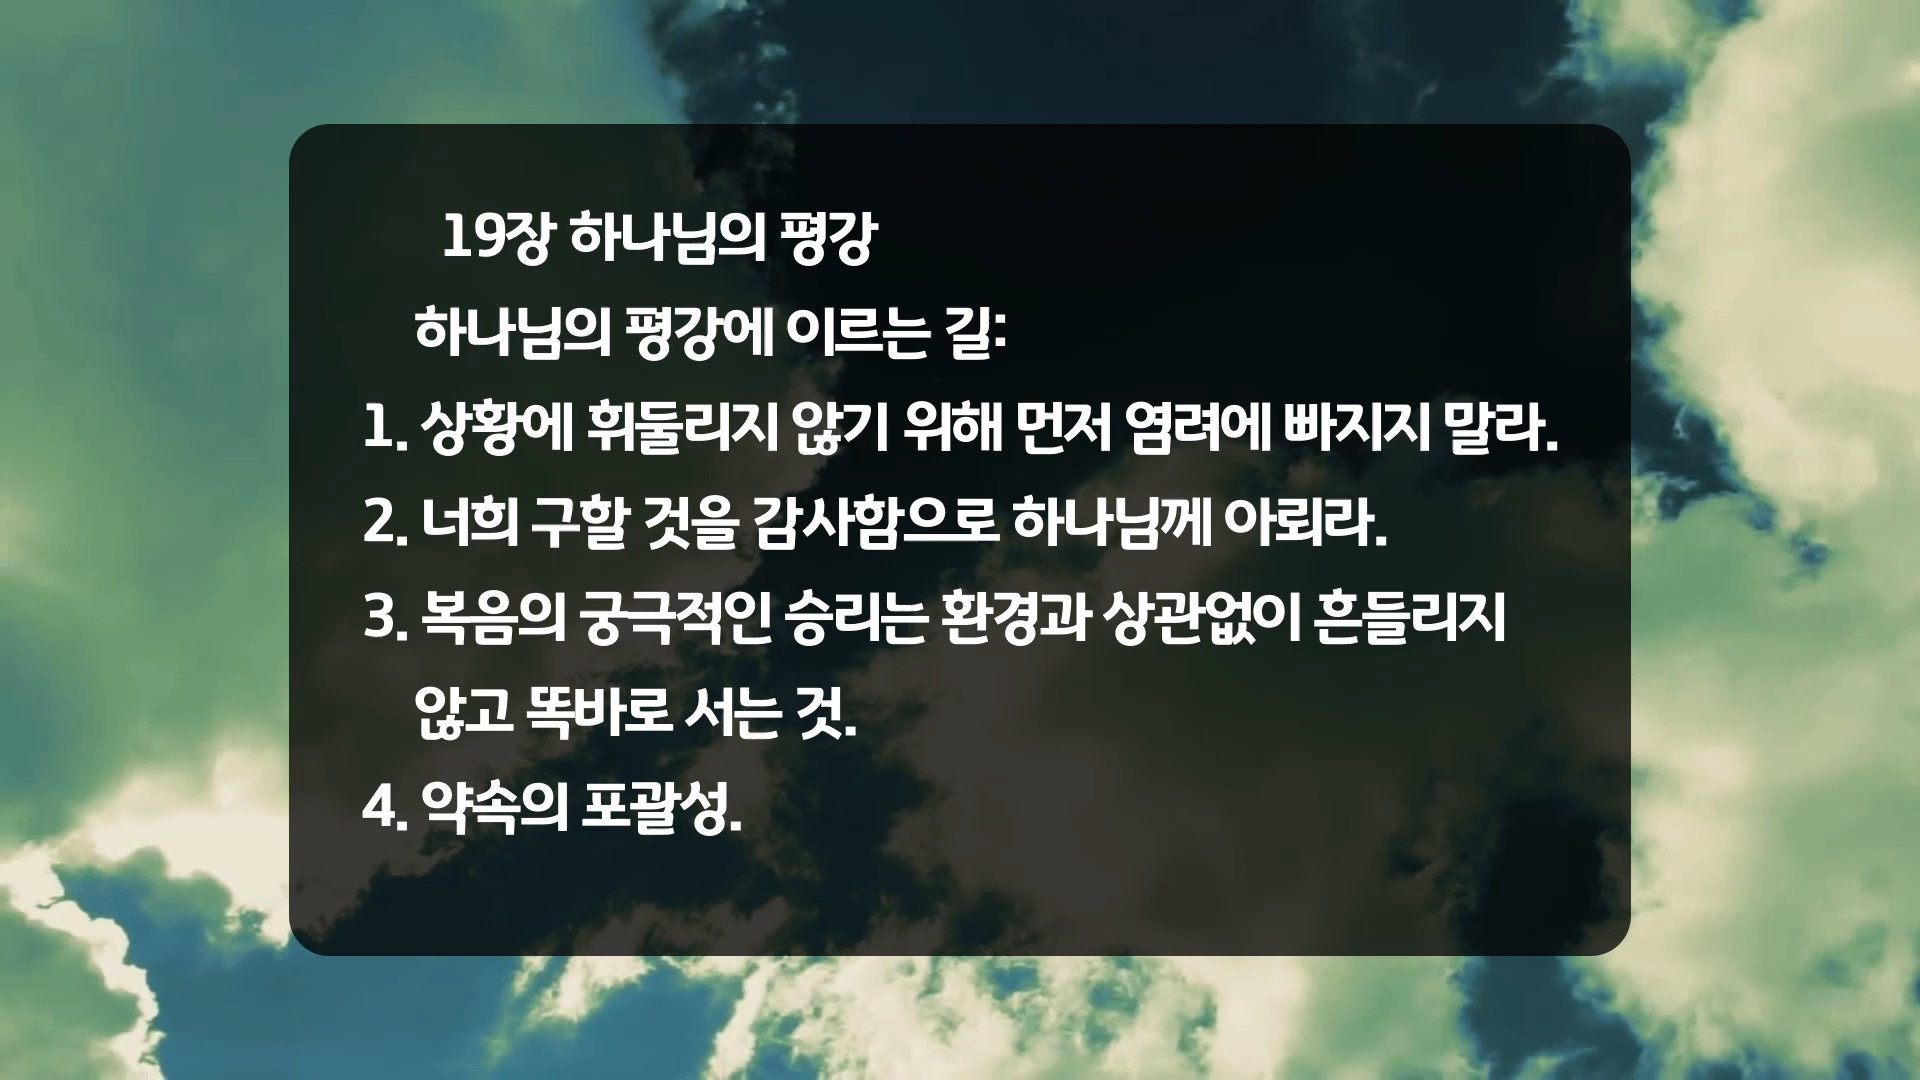 19장 하나님의 평강
하나님의 평강에 이르는 길:
1. 상황에 휘둘리지 않기 위해 먼저 염려에 빠지지 말라.
2. 너희 구할 것을 감사함으로 하나님께 아뢰라.
3. 복음의 궁극적인 승리는 환경과 상관없이 흔들리지
않고 똑바로 서는 것.
4. 약속의 포괄성.